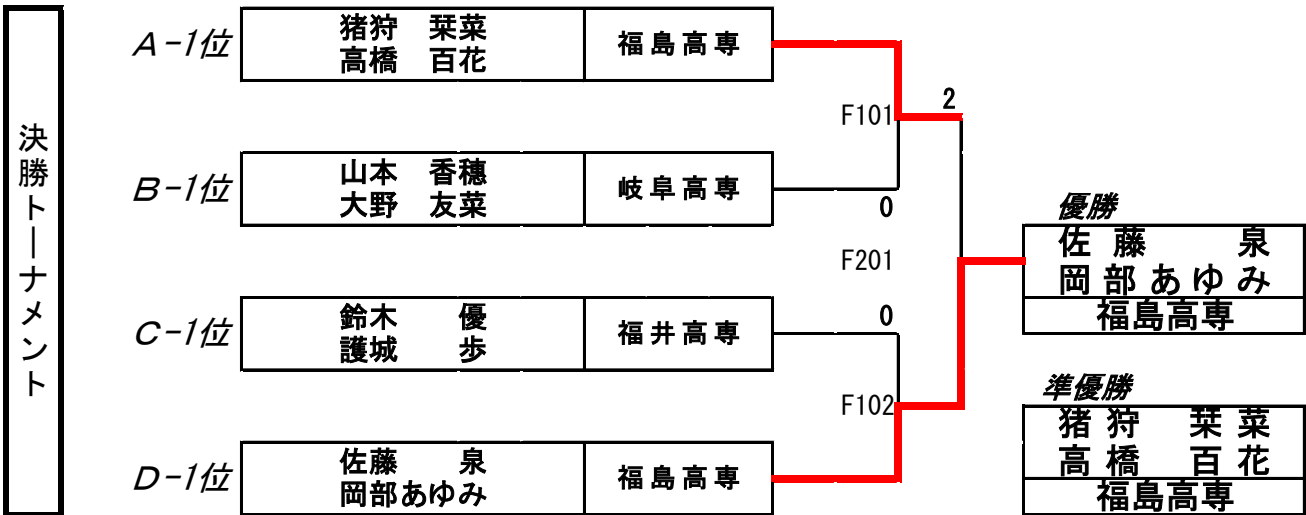 決勝トーナメント
A-1位
猪狩 栞菜
高橋 百花
福島高専
F101
2
B-1位
山本 香穂
大野 友菜
岐阜高専
0
F201
優勝
佐藤 泉
岡部あゆみ
福島高専
C-1位
鈴木 優
護城 歩
福井高専
0
F102
準優勝
猪狩 栞菜
高橋 百花
福島高専
D-1位
佐藤 泉
岡部あゆみ
福島高専